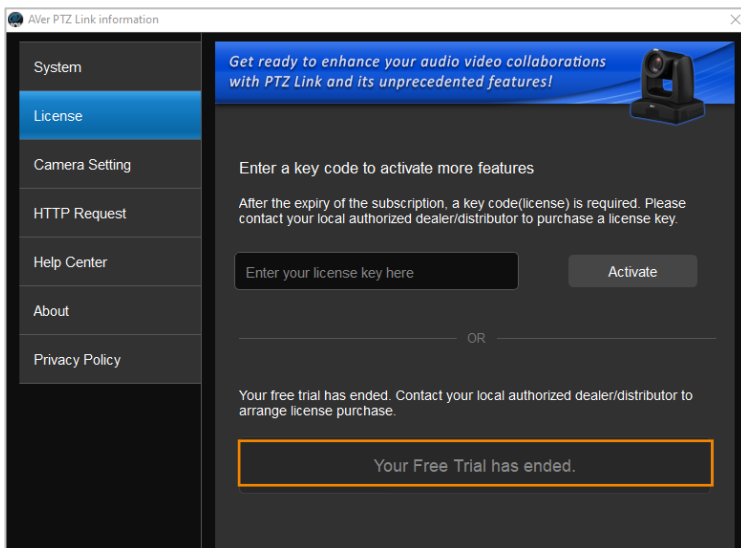 AVer PTZ Link information
System
License
Camera Setting
HTTP Request
Help Center
About
Privacy Policy
Get ready to enhance your audio video collaborations
with PTZ Link and its unprecedented features!
Enter a key code to activate more features
After the expiry of the subscription, a key code(license) is required. Please
contact your local authorized dealer/distributor to purchase a license key.
Enter your license key here
Activate
OR
Your free trial has ended. Contact your local authorized dealer/distributor to
arrange license purchase.
Your Free Trial has ended.